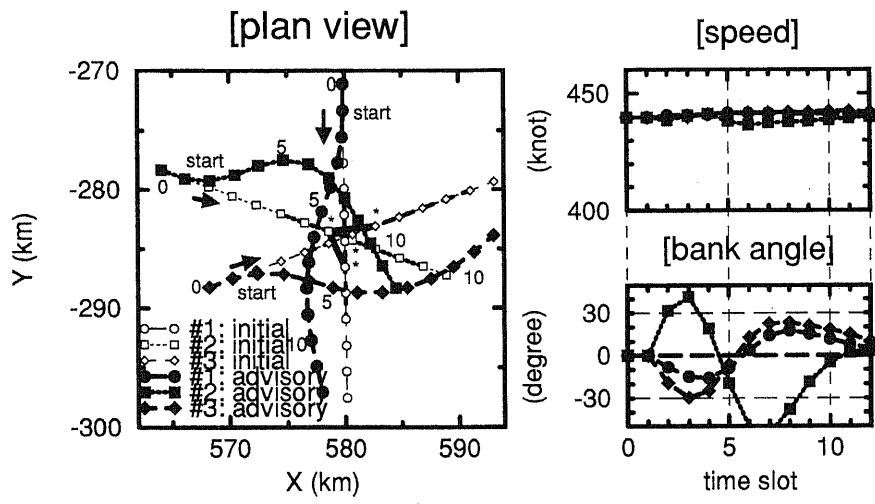 [plan view]
-270
-280
-290
-300
Y (km)
570
580
590
X (km)
0
start
5
start
0
5
*
*
10
*
0
start
5
10
#1: initial
#2: initial
10
#3: initial
#1: advisory
#2: advisory
#3: advisory
[speed]
450
400
(knot)
[bank angle]
30
0
-30
(degree)
0
5
10
time slot